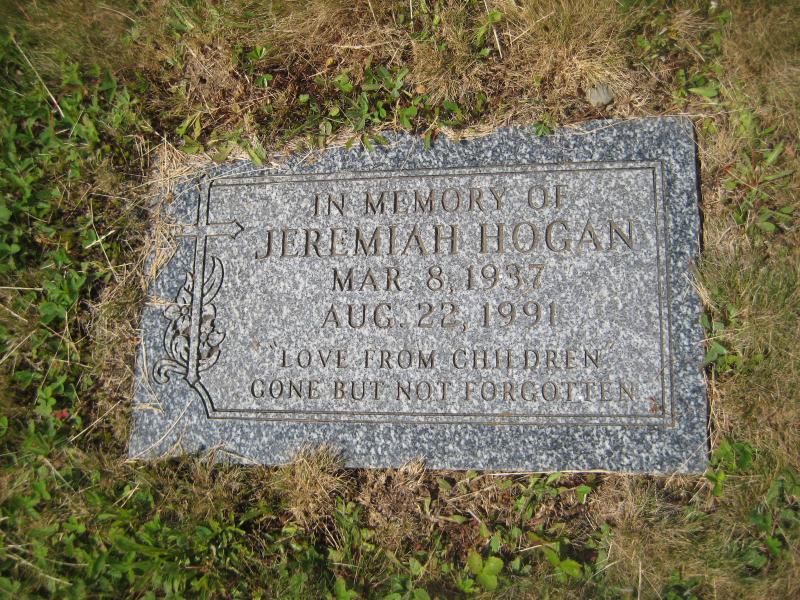 IN MEMORY OF
JEREMIAH HOGAN
MAR. 8, 1937
AUG. 22, 1991
"LOVE FROM CHILDREN"
GONE BUT NOT FORGOTTEN